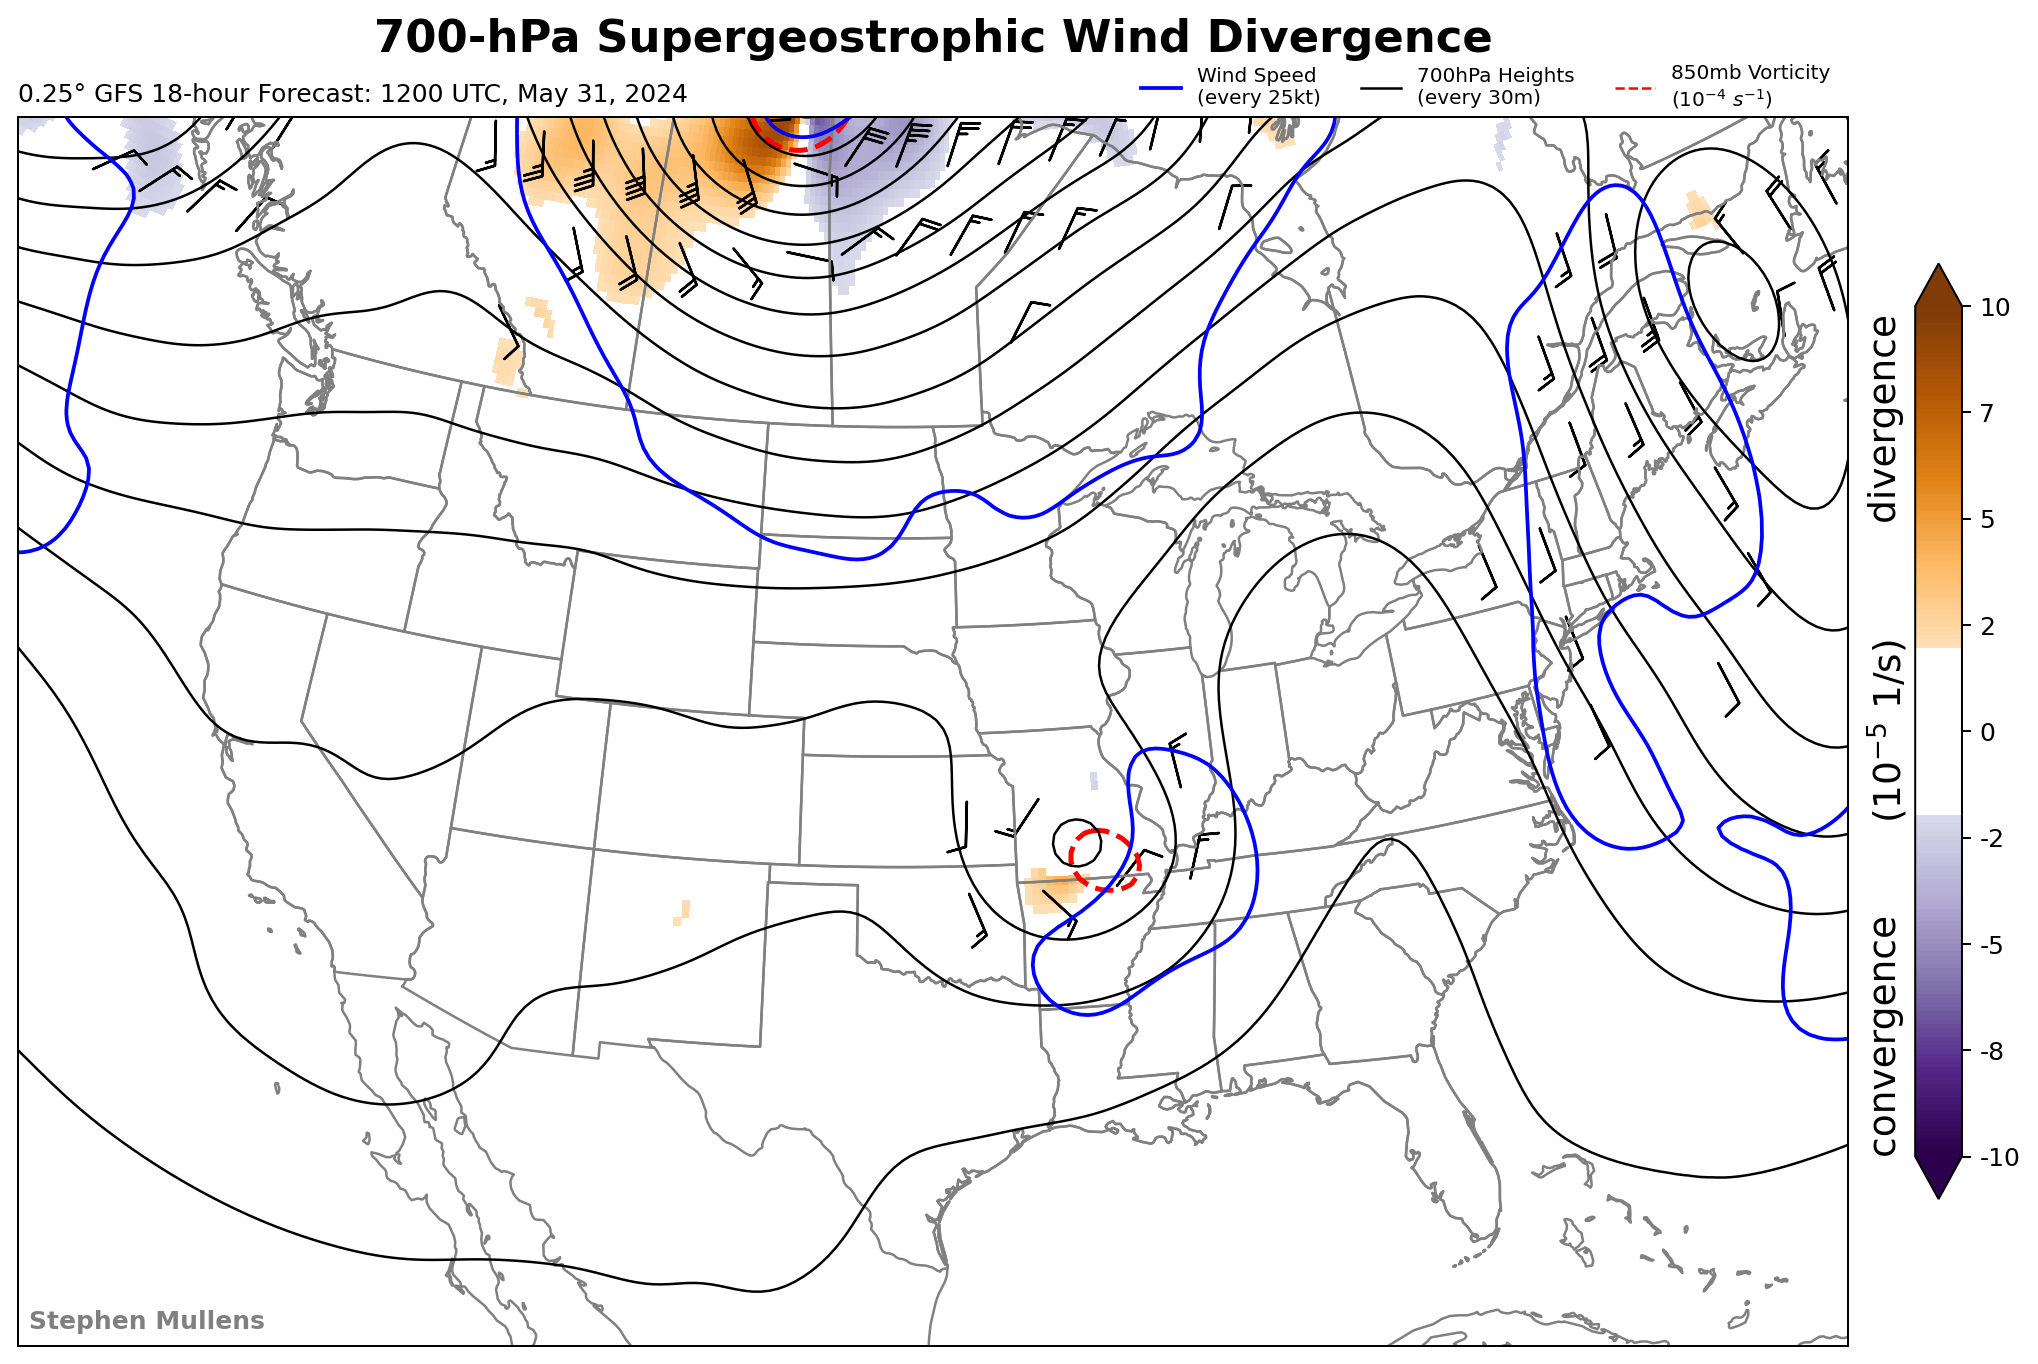 700-hPa Supergeostrophic Wind Divergence
0.25° GFS 18-hour Forecast: 1200 UTC, May 31, 2024
Wind Speed
(every 25kt)
700hPa Heights
(every 30m)
850mb Vorticity
(10⁻⁴ s⁻¹)
10
7
5
2
0
-2
-5
-8
-10
convergence (10⁻⁵ 1/s) divergence
Stephen Mullens